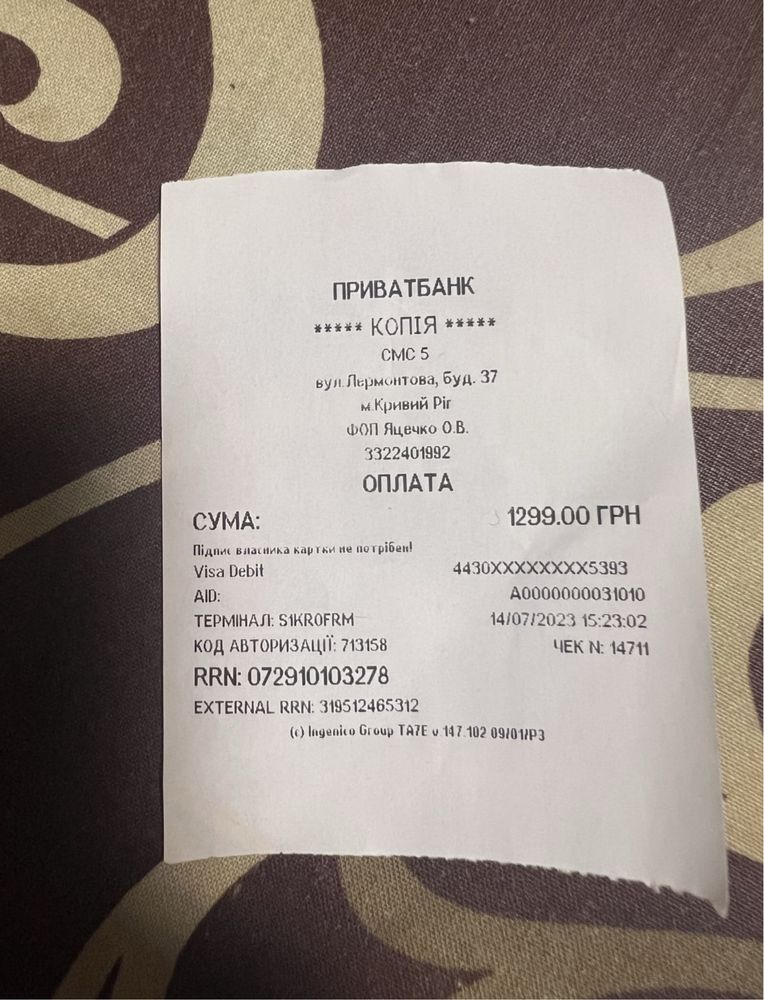 ПРИВАТБАНК
***** КОПІЯ *****
СМС 5
вул.Лермонтова, буд. 37
м.Кривий Ріг
ФОП Яцечко О.В.
3322401992
ОПЛАТА
СУМА: 1299.00 ГРН
Підпис власника картки не потрібен!
Visa Debit 4430XXXXXXXX5393
AID: A0000000031010
ТЕРМІНАЛ: S1KR0FRM 14/07/2023 15:23:02
КОД АВТОРИЗАЦІЇ: 713158 ЧЕК N: 14711
RRN: 072910103278
EXTERNAL RRN: 319512465312
(c) Ingenico Group TA7E v 147.102 09/01/P3